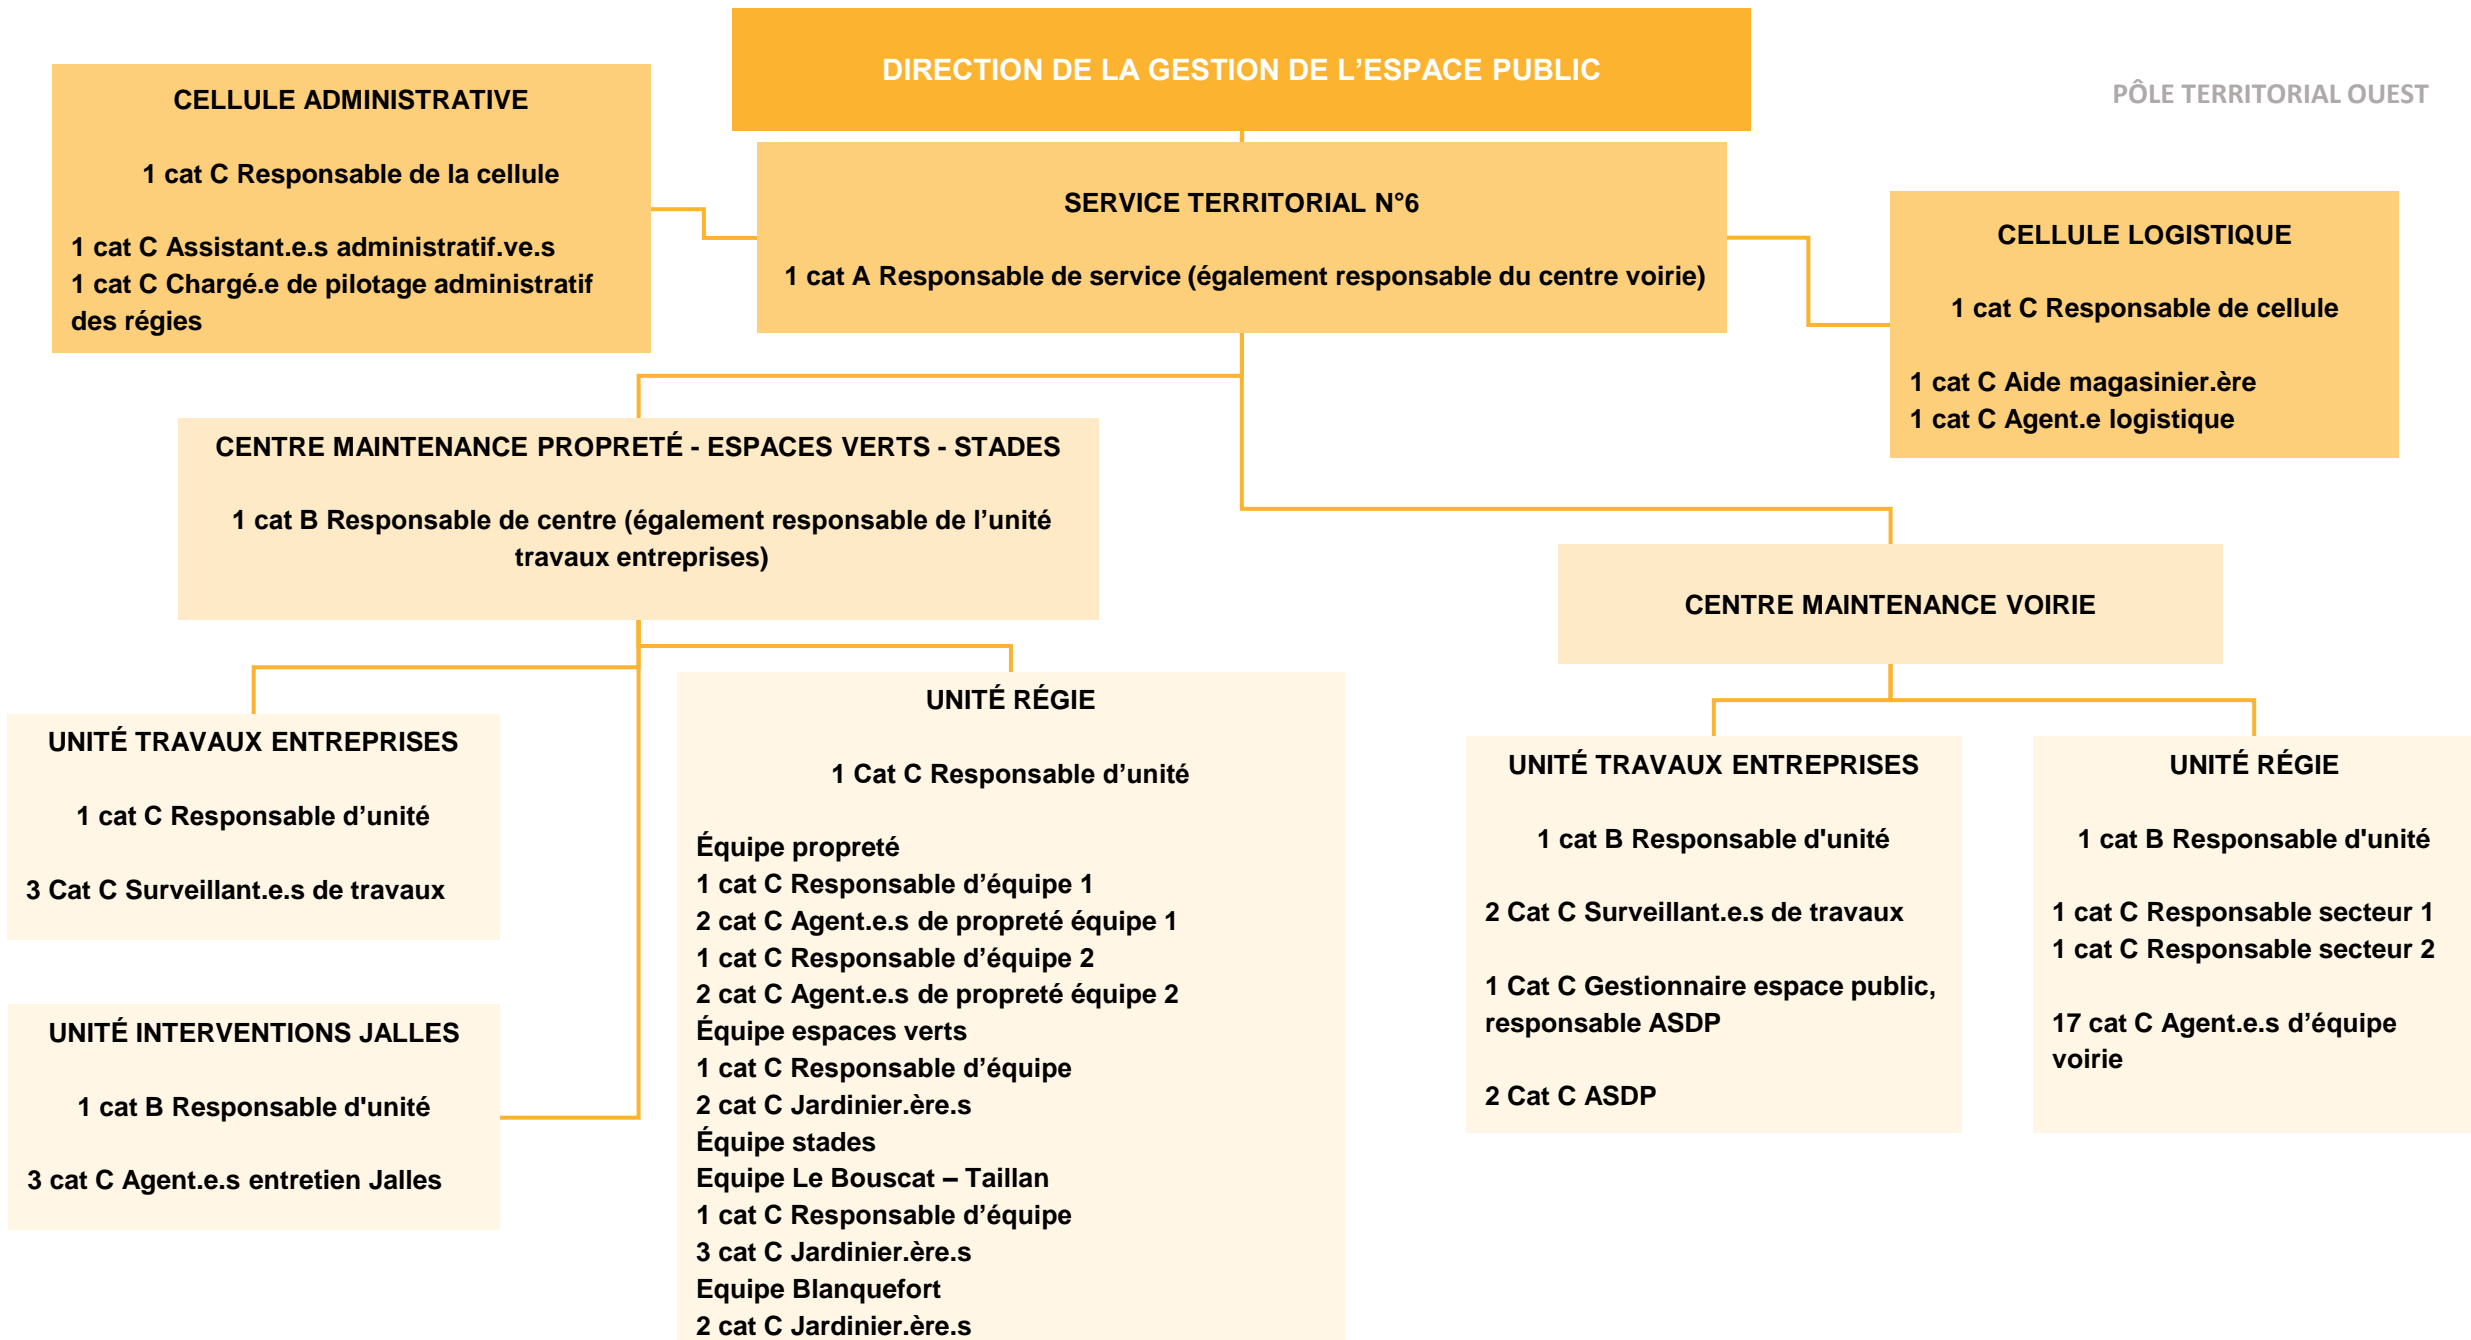 DIRECTION DE LA GESTION DE L’ESPACE PUBLIC
PÔLE TERRITORIAL OUEST
CELLULE ADMINISTRATIVE
1 cat C Responsable de la cellule
1 cat C Assistant.e.s administratif.ve.s
1 cat C Chargé.e de pilotage administratif
des régies
SERVICE TERRITORIAL N°6
1 cat A Responsable de service (également responsable du centre voirie)
CELLULE LOGISTIQUE
1 cat C Responsable de cellule
1 cat C Aide magasinier.ère
1 cat C Agent.e logistique
CENTRE MAINTENANCE PROPRETÉ - ESPACES VERTS - STADES
1 cat B Responsable de centre (également responsable de l’unité
travaux entreprises)
CENTRE MAINTENANCE VOIRIE
UNITÉ TRAVAUX ENTREPRISES
1 cat C Responsable d’unité
3 Cat C Surveillant.e.s de travaux
UNITÉ INTERVENTIONS JALLES
1 cat B Responsable d'unité
3 cat C Agent.e.s entretien Jalles
UNITÉ RÉGIE
1 Cat C Responsable d’unité
Équipe propreté
1 cat C Responsable d’équipe 1
2 cat C Agent.e.s de propreté équipe 1
1 cat C Responsable d’équipe 2
2 cat C Agent.e.s de propreté équipe 2
Équipe espaces verts
1 cat C Responsable d’équipe
2 cat C Jardinier.ère.s
Équipe stades
Equipe Le Bouscat – Taillan
1 cat C Responsable d’équipe
3 cat C Jardinier.ère.s
Equipe Blanquefort
2 cat C Jardinier.ère.s
UNITÉ TRAVAUX ENTREPRISES
1 cat B Responsable d'unité
2 Cat C Surveillant.e.s de travaux
1 Cat C Gestionnaire espace public,
responsable ASDP
2 Cat C ASDP
UNITÉ RÉGIE
1 cat B Responsable d'unité
1 cat C Responsable secteur 1
1 cat C Responsable secteur 2
17 cat C Agent.e.s d’équipe
voirie